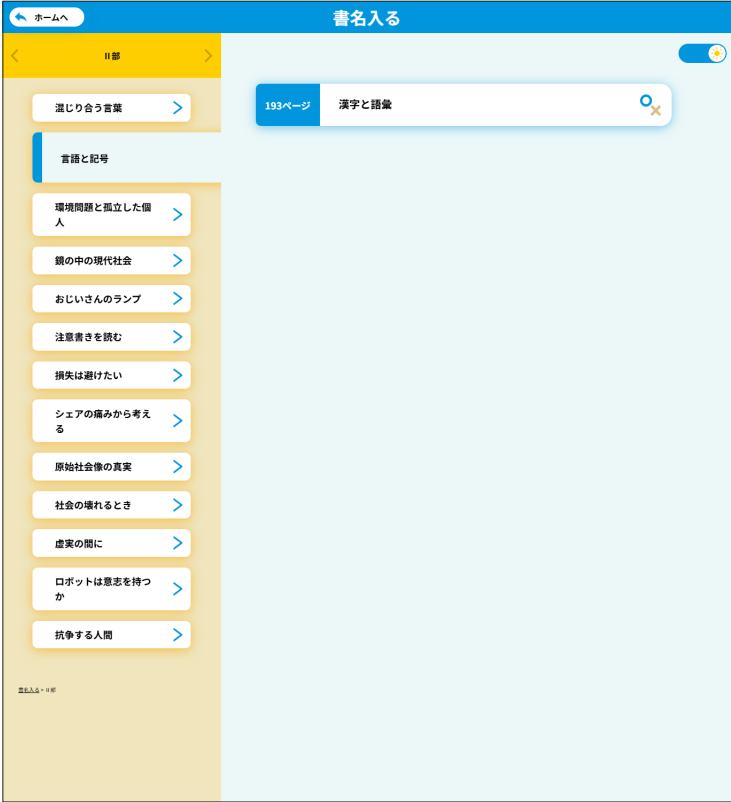 ホームへ
書名入る
II部
混じり合う言葉
言語と記号
環境問題と孤立した個
人
鏡の中の現代社会
おじいさんのランプ
注意書きを読む
損失は避けたい
シェアの痛みから考え
る
原始社会像の真実
社会の壊れるとき
虚実の間に
ロボットは意志を持つ
か
抗争する人間
書名入る > II部
193ページ
漢字と語彙